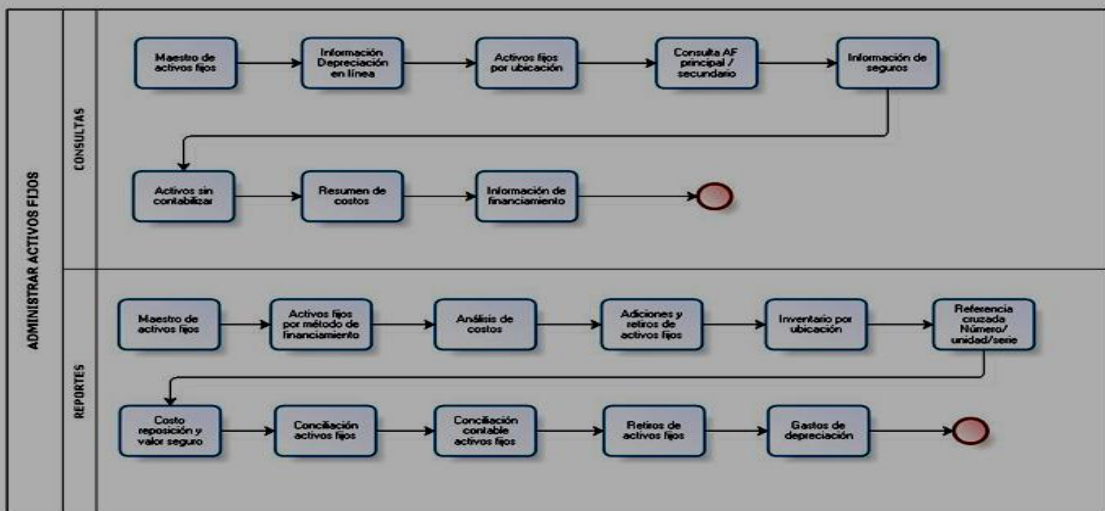 ADMINISTRAR ACTIVOS FIJOS
CONSULTAS
Maestro de
activos fijos
Información
Depreciación
en línea
Activos fijos
por ubicación
Consulta AF
principal /
secundario
Información de
seguros
Activos sin
contabilizar
Resumen de
costos
Información de
financiamiento
REPORTES
Maestro de
activos fijos
Activos fijos
por método de
financiamiento
Análisis de
costos
Adiciones y
retiros de
activos fijos
Inventario por
ubicación
Referencia
cruzada
Número/
unidad/serie
Costo
reposición y
valor seguro
Conciliación
activos fijos
Conciliación
contable
activos fijos
Retiros de
activos fijos
Gastos de
depreciación